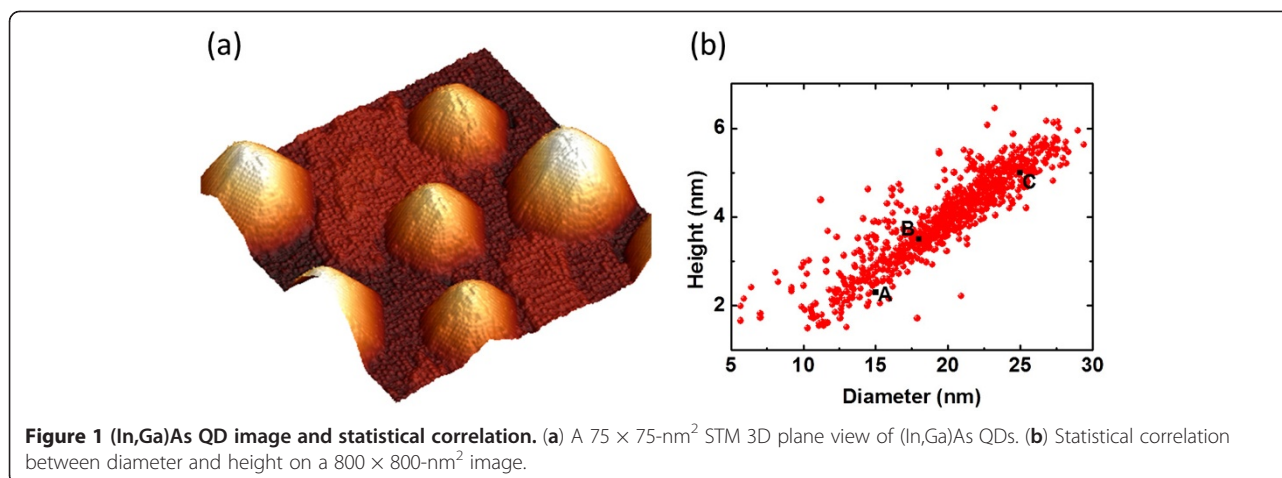 (a)
(b)
Height (nm)
6
4
2
A
B
C
5 10 15 20 25 30
Diameter (nm)
Figure 1 (In,Ga)As QD image and statistical correlation. (a) A 75 × 75-nm² STM 3D plane view of (In,Ga)As QDs. (b) Statistical correlation
between diameter and height on a 800 × 800-nm² image.